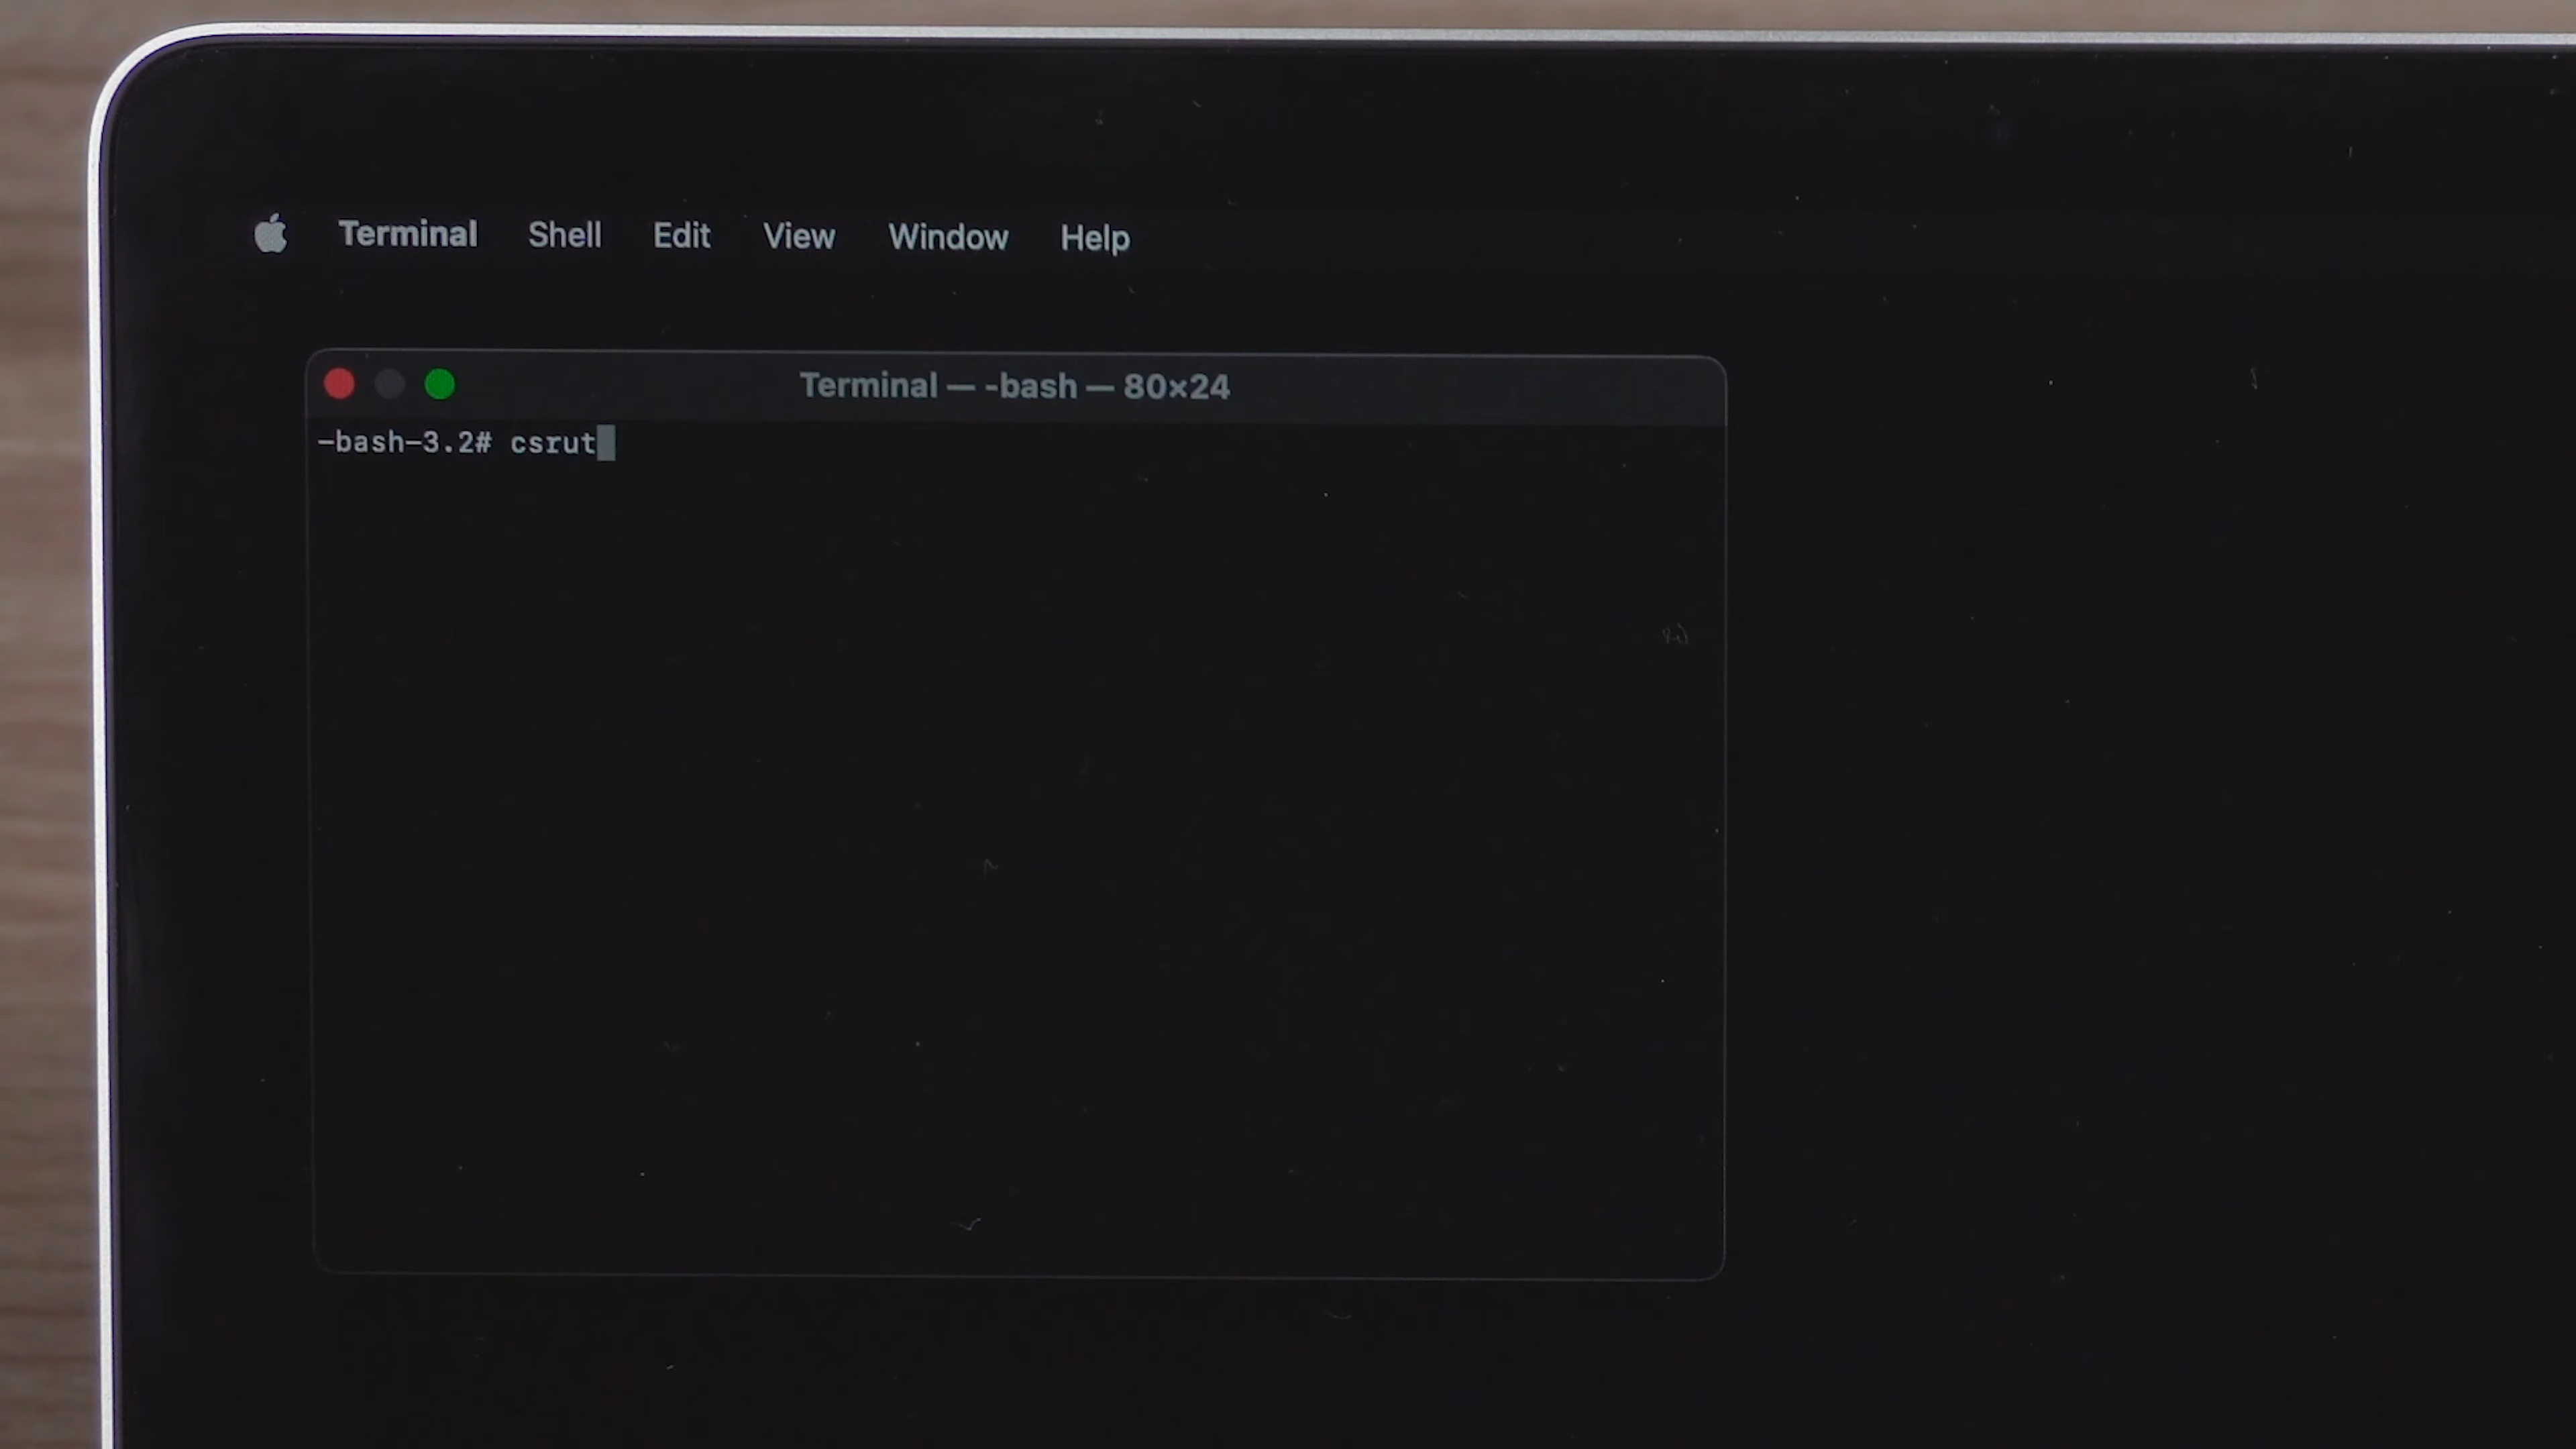 Terminal Shell Edit View Window Help
Terminal — -bash — 80×24
-bash-3.2# csrut